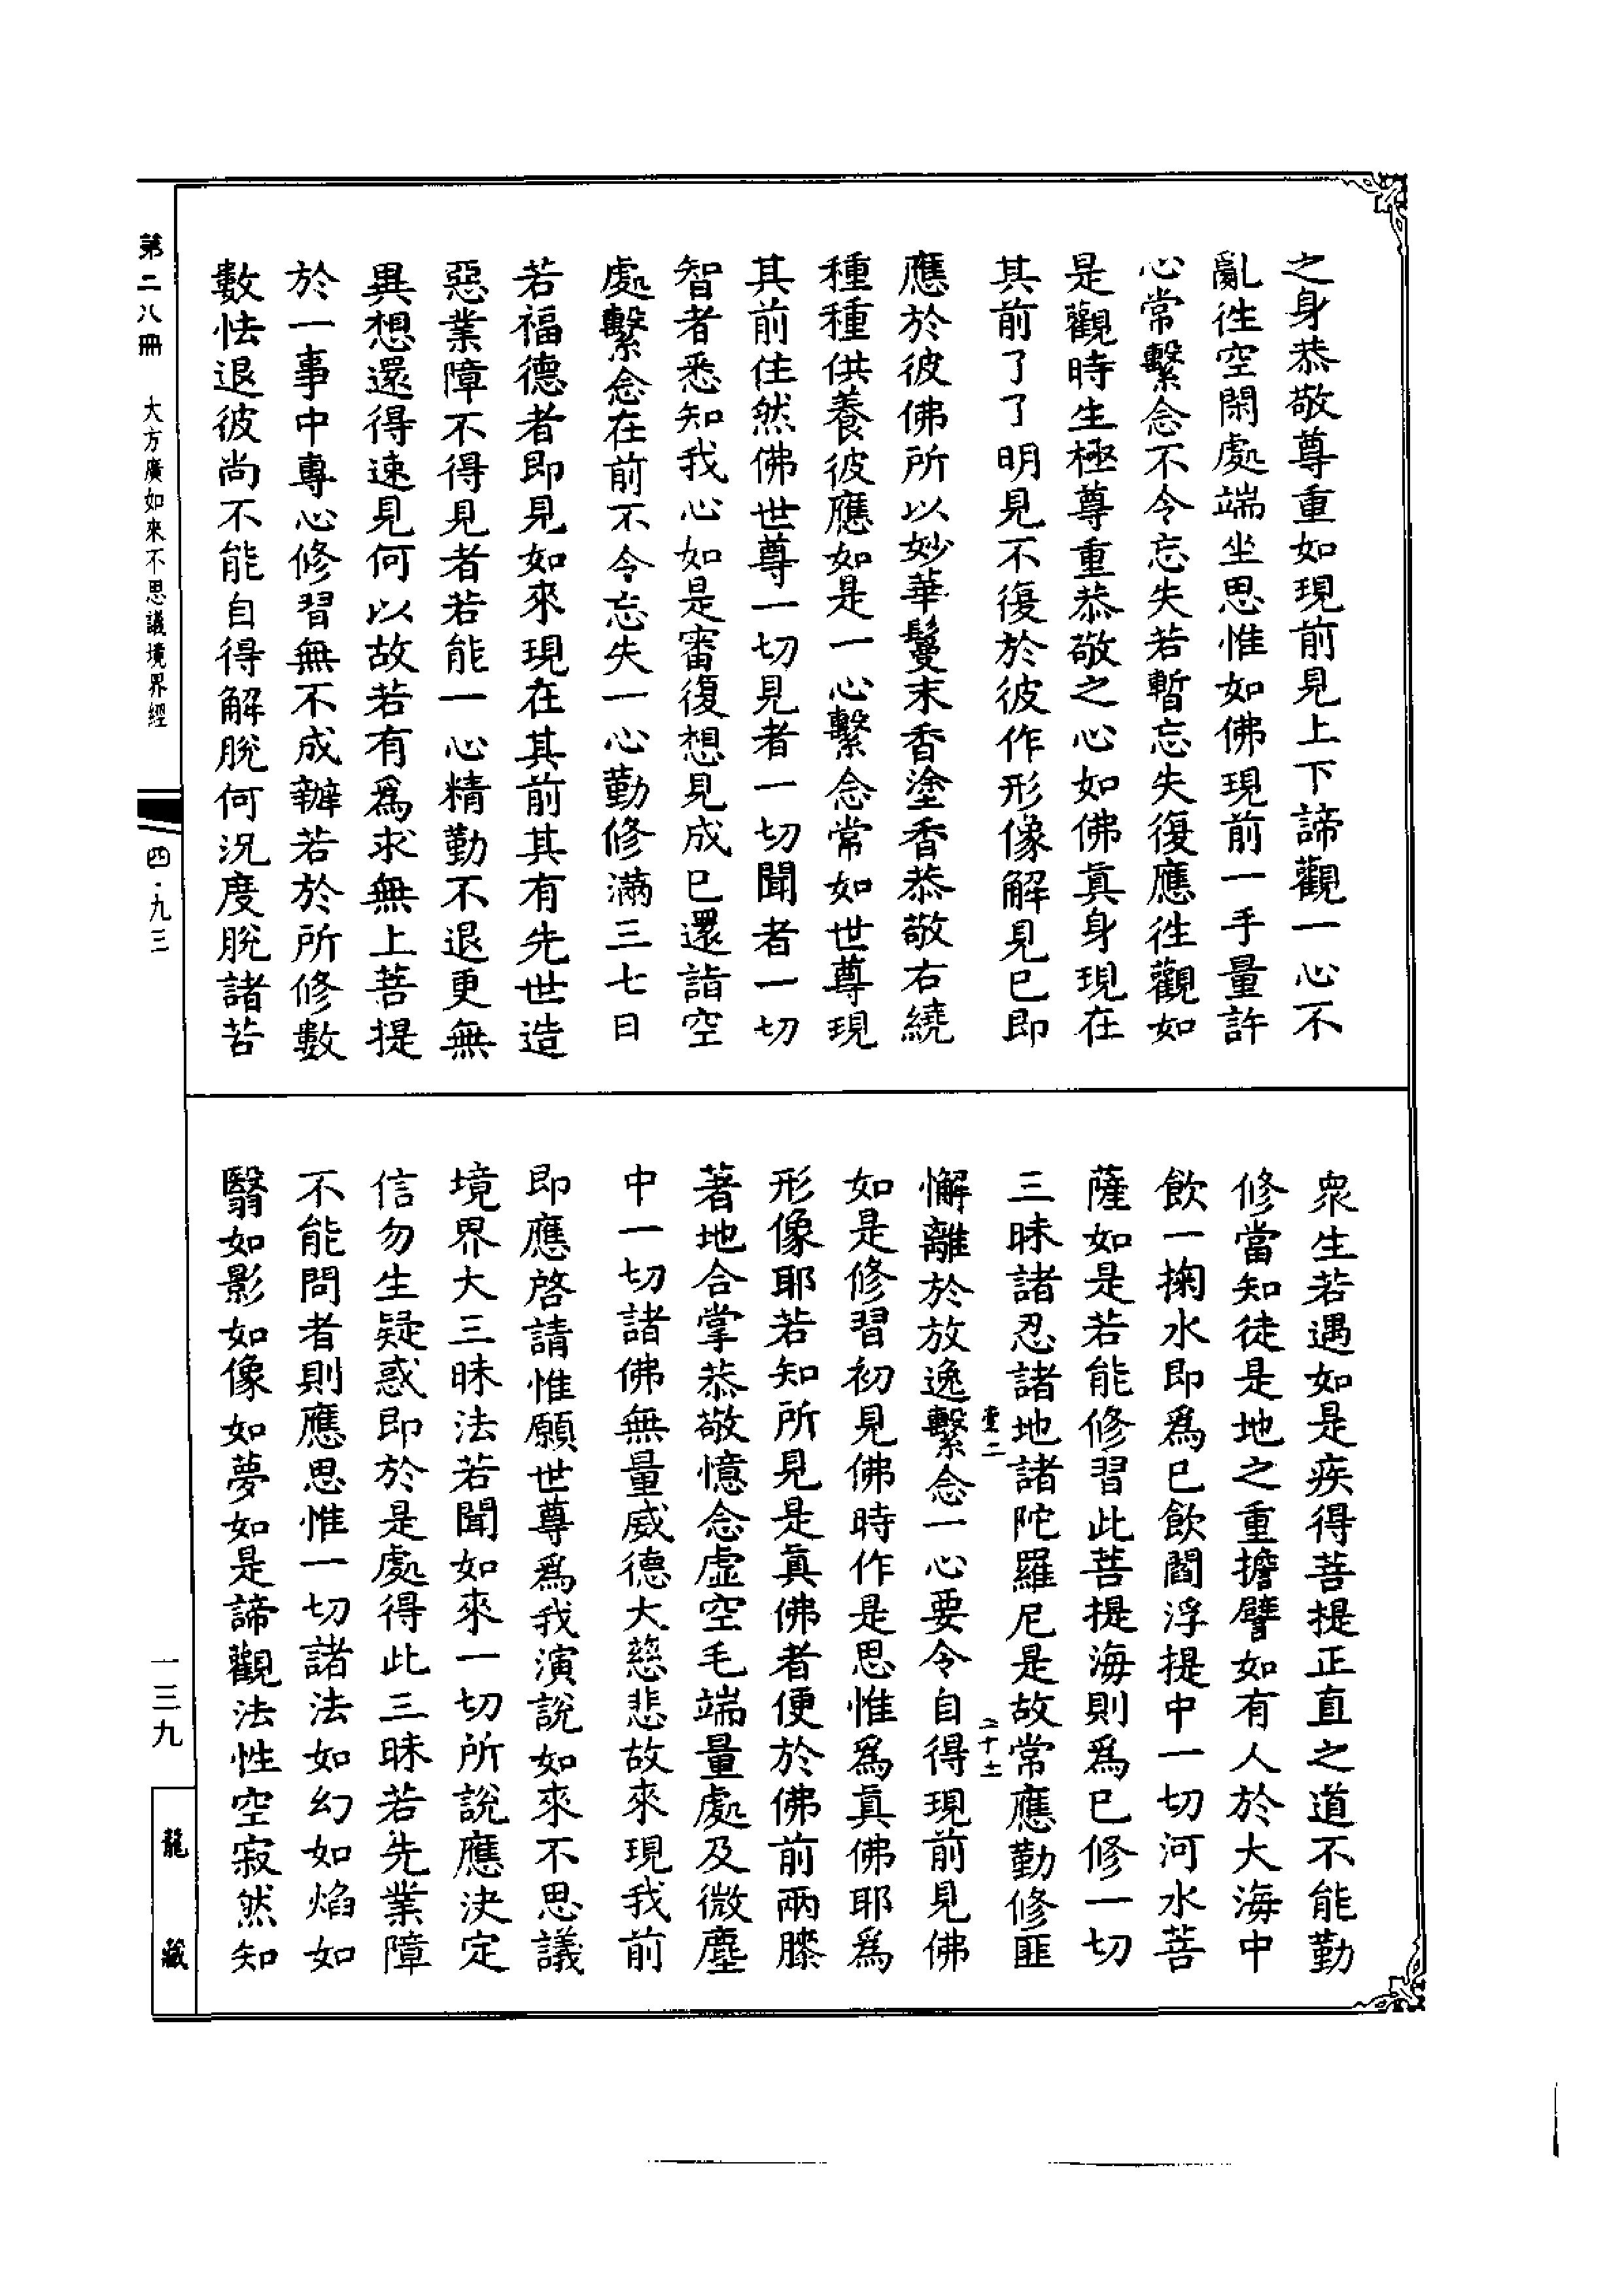 之身恭敬尊重如現前見上下諦觀一心不
亂徃空閑處端坐思惟如佛現前一手量許
心常繫念不令忘失若暫忘失復應徃觀如
是觀時生極尊重恭敬之心如佛真身現在
其前了了明見不復於彼作形像解見已即
應於彼佛所以妙華鬘末香塗香恭敬右繞
種種供養彼應如是一心繫念常如世尊現
其前住然佛世尊一切見者一切聞者一切
智者悉知我心如是審復想見成已還詣空
處繫念在前不令忘失一心勤修滿三七日
若福德者即見如來現在其前其有先世造
惡業障不得見者若能一心精勤不退更無
異想還得速見何以故若有爲求無上菩提
於一事中專心修習無不成辦若於所修數
數怯退彼尚不能自得解脫何況度脫諸苦
衆生若遇如是疾得菩提正直之道不能勤
修當知徒是地之重擔譬如有人於大海中
飲一掬水即爲已飲閻浮提中一切河水菩
薩如是若能修習此菩提海則爲已修一切
三昧諸忍諸地諸陀羅尼是故常應勤修匪
壹二
二十土
懈離於放逸繫念一心要令自得現前見佛
如是修習初見佛時作是思惟爲真佛耶爲
形像耶若知所見是真佛者便於佛前兩膝
著地合掌恭敬憶念虛空毛端量處及微塵
中一切諸佛無量威德大慈悲故來現我前
即應啓請惟願世尊爲我演說如來不思議
境界大三昧法若聞如來一切所說應決定
信勿生疑惑即於是處得此三昧若先業障
不能問者則應思惟一切諸法如幻如焰如
翳如影如像如夢如是諦觀法性空寂然知
第二八冊 大方廣如來不思議境界經
四·九三
一三九
龍藏